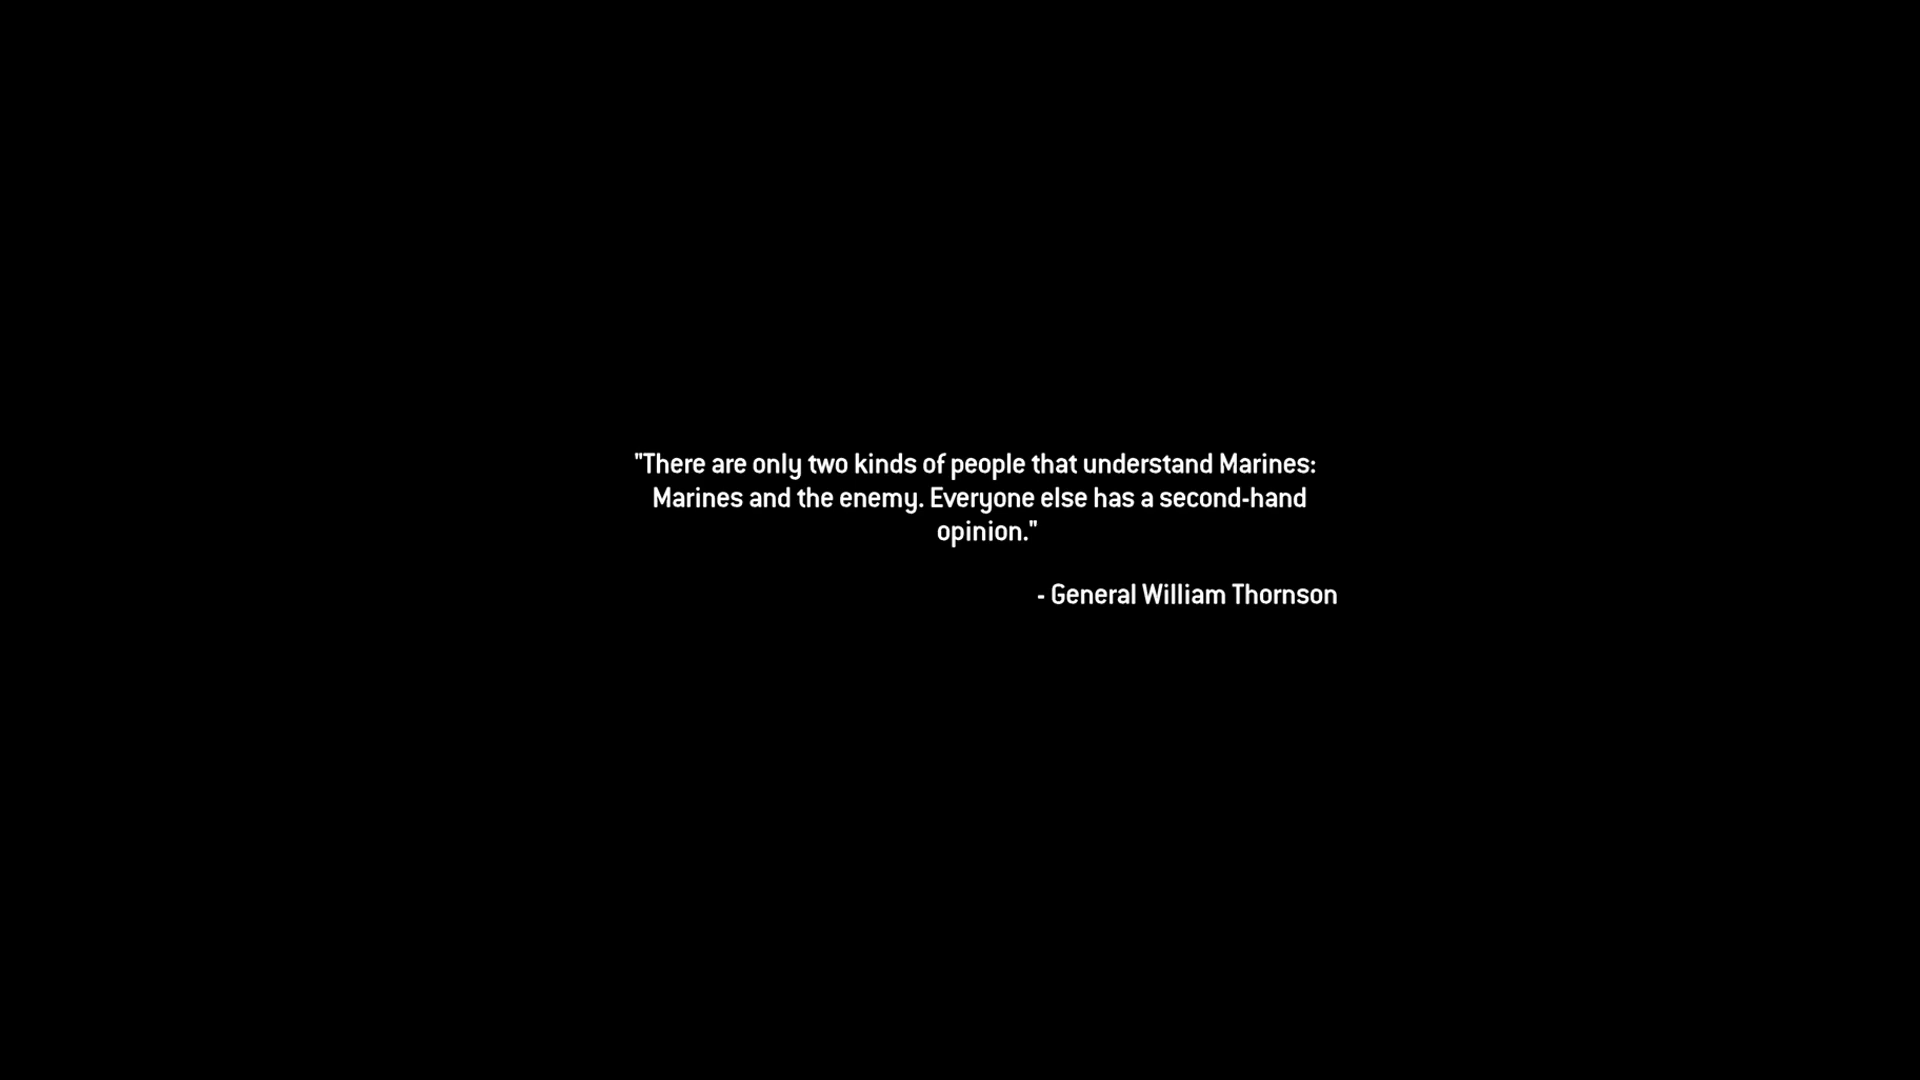 "There are only two kinds of people that understand Marines:
Marines and the enemy. Everyone else has a second-hand
opinion."
- General William Thornson